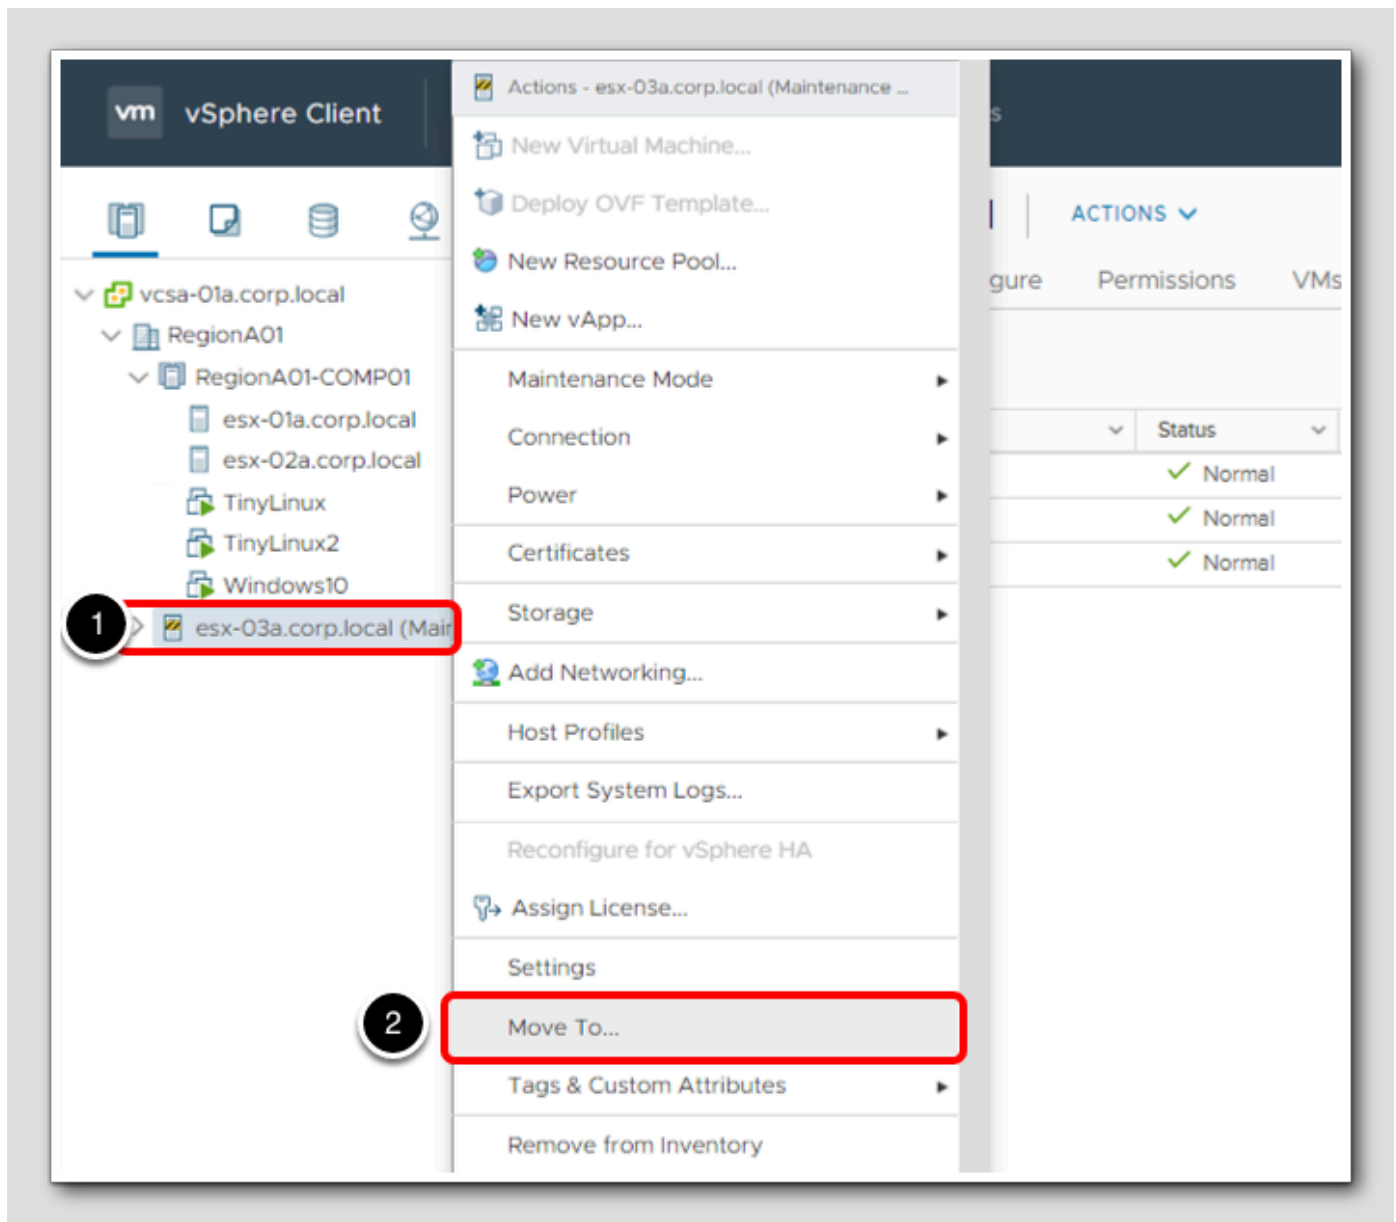 vm vSphere Client
Actions - esx-03a.corp.local (Maintenance ...
s
New Virtual Machine...
Deploy OVF Template...
New Resource Pool...
New vApp...
Maintenance Mode
Connection
Power
Certificates
Storage
Add Networking...
Host Profiles
Export System Logs...
Reconfigure for vSphere HA
Assign License...
Settings
2
Move To...
Tags & Custom Attributes
Remove from Inventory
vcsa-01a.corp.local
RegionA01
RegionA01-COMP01
esx-01a.corp.local
esx-02a.corp.local
TinyLinux
TinyLinux2
Windows10
1
esx-03a.corp.local (Mair
ACTIONS
gure Permissions VMs
Status
Normal
Normal
Normal